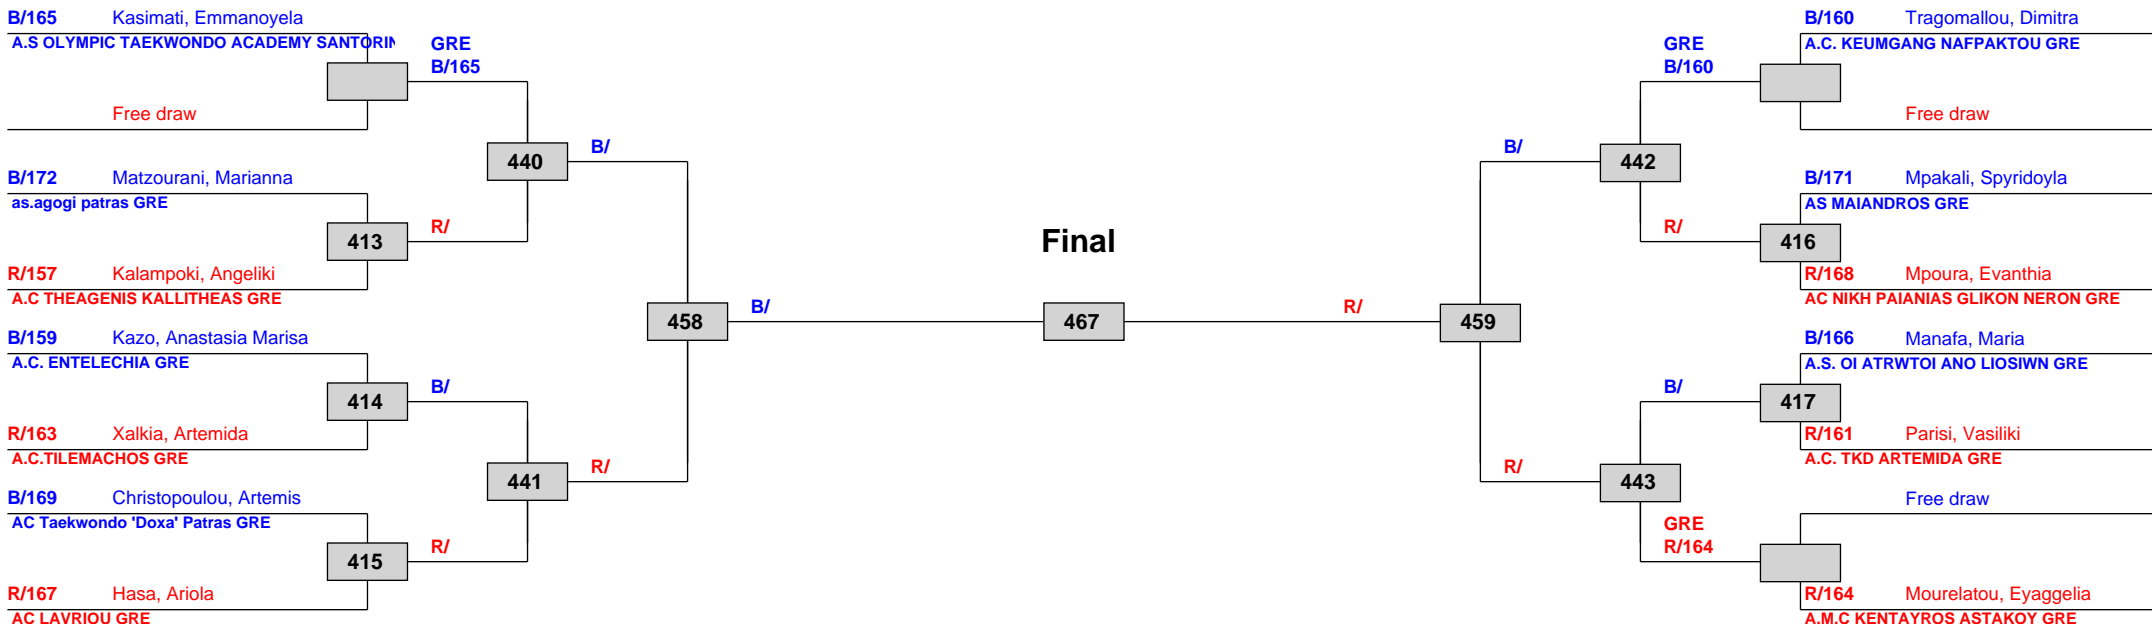 B/165 Kasimati, Emmanoyela
A.S OLYMPIC TAEKWONDO ACADEMY SANTORIN
GRE
B/165
Free draw
440
B/
B/172 Matzourani, Marianna
as.agogi patras GRE
413
R/
R/157 Kalampoki, Angeliki
A.C THEAGENIS KALLITHEAS GRE
458
B/
B/159 Kazo, Anastasia Marisa
A.C. ENTELECHIA GRE
414
B/
R/163 Xalkia, Artemida
A.C.TILEMACHOS GRE
441
R/
B/169 Christopoulou, Artemis
AC Taekwondo 'Doxa' Patras GRE
415
R/
R/167 Hasa, Ariola
AC LAVRIOU GRE
Final
467
B/160 Tragomallou, Dimitra
A.C. KEUMGANG NAFPAKTOU GRE
GRE
B/160
Free draw
B/
442
B/171 Mpakali, Spyridoyla
AS MAIANDROS GRE
R/
416
R/168 Mpoura, Evanthia
AC NIKH PAIANIAS GLIKON NERON GRE
R/
459
B/166 Manafa, Maria
A.S. OI ATRWTOI ANO LIOSIWN GRE
B/
417
R/161 Parisi, Vasiliki
A.C. TKD ARTEMIDA GRE
R/
443
Free draw
GRE
R/164
R/164 Mourelatou, Eyaggelia
A.M.C KENTAYROS ASTAKOY GRE